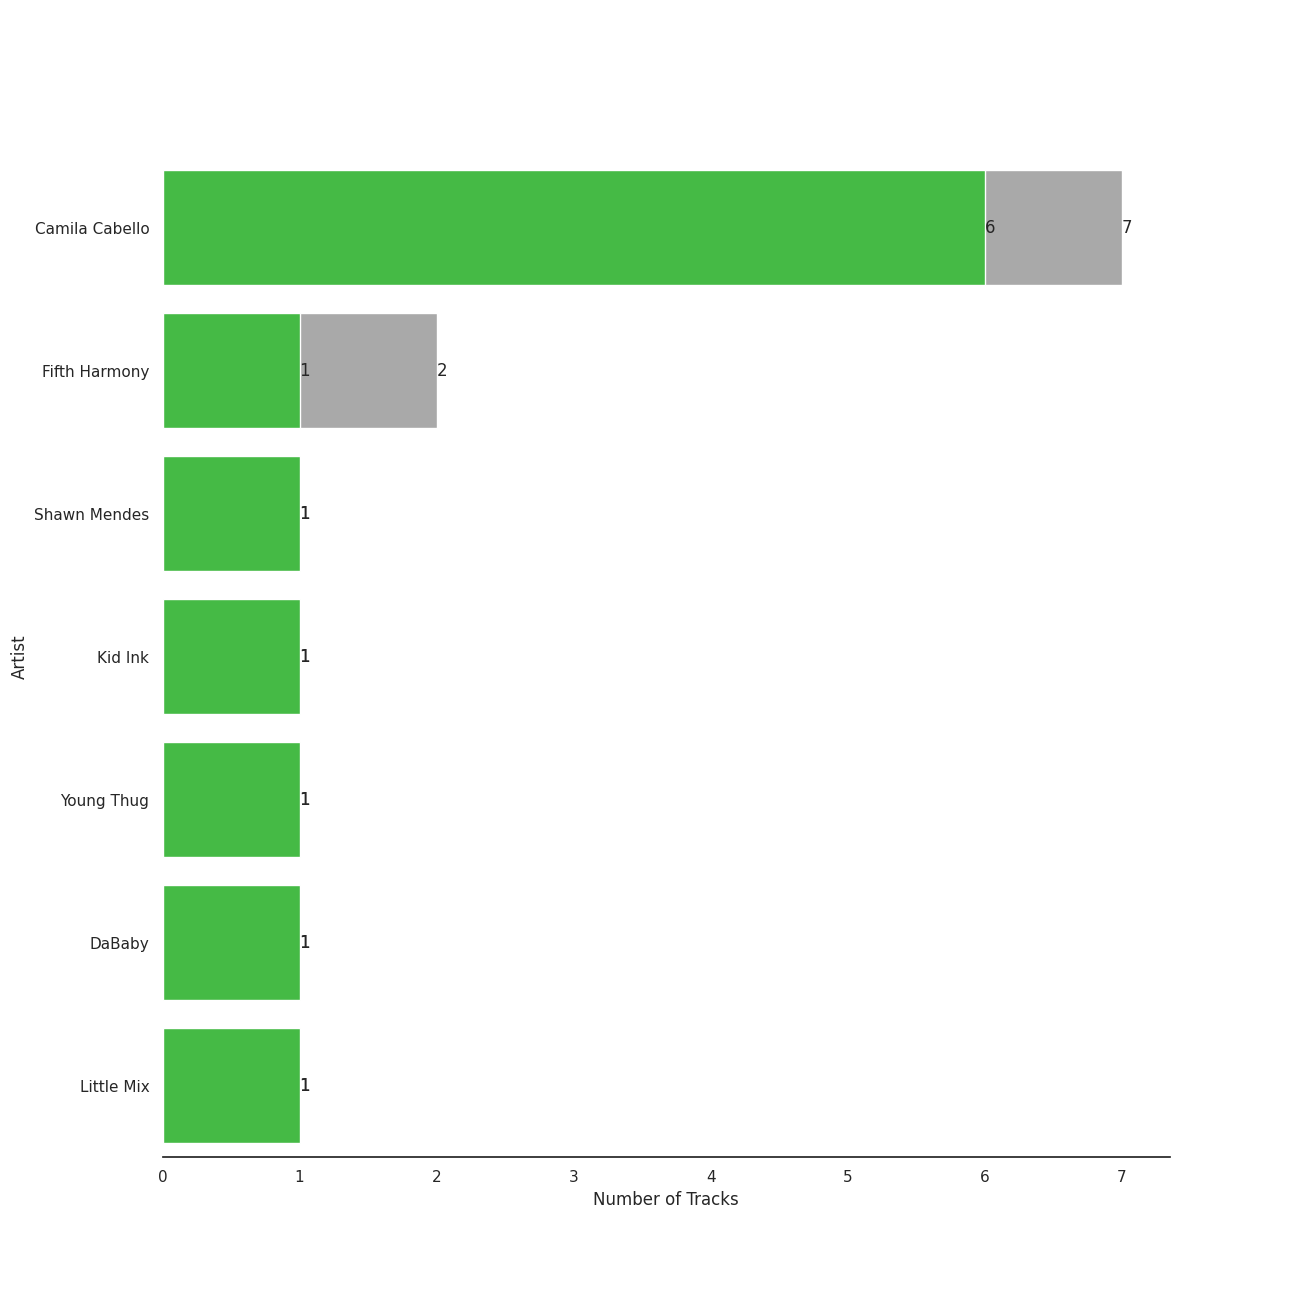 Camila Cabello
6
7
Fifth Harmony
1
2
Shawn Mendes
1
Kid Ink
1
Young Thug
1
DaBaby
1
Little Mix
1
Artist
0 1 2 3 4 5 6 7
Number of Tracks